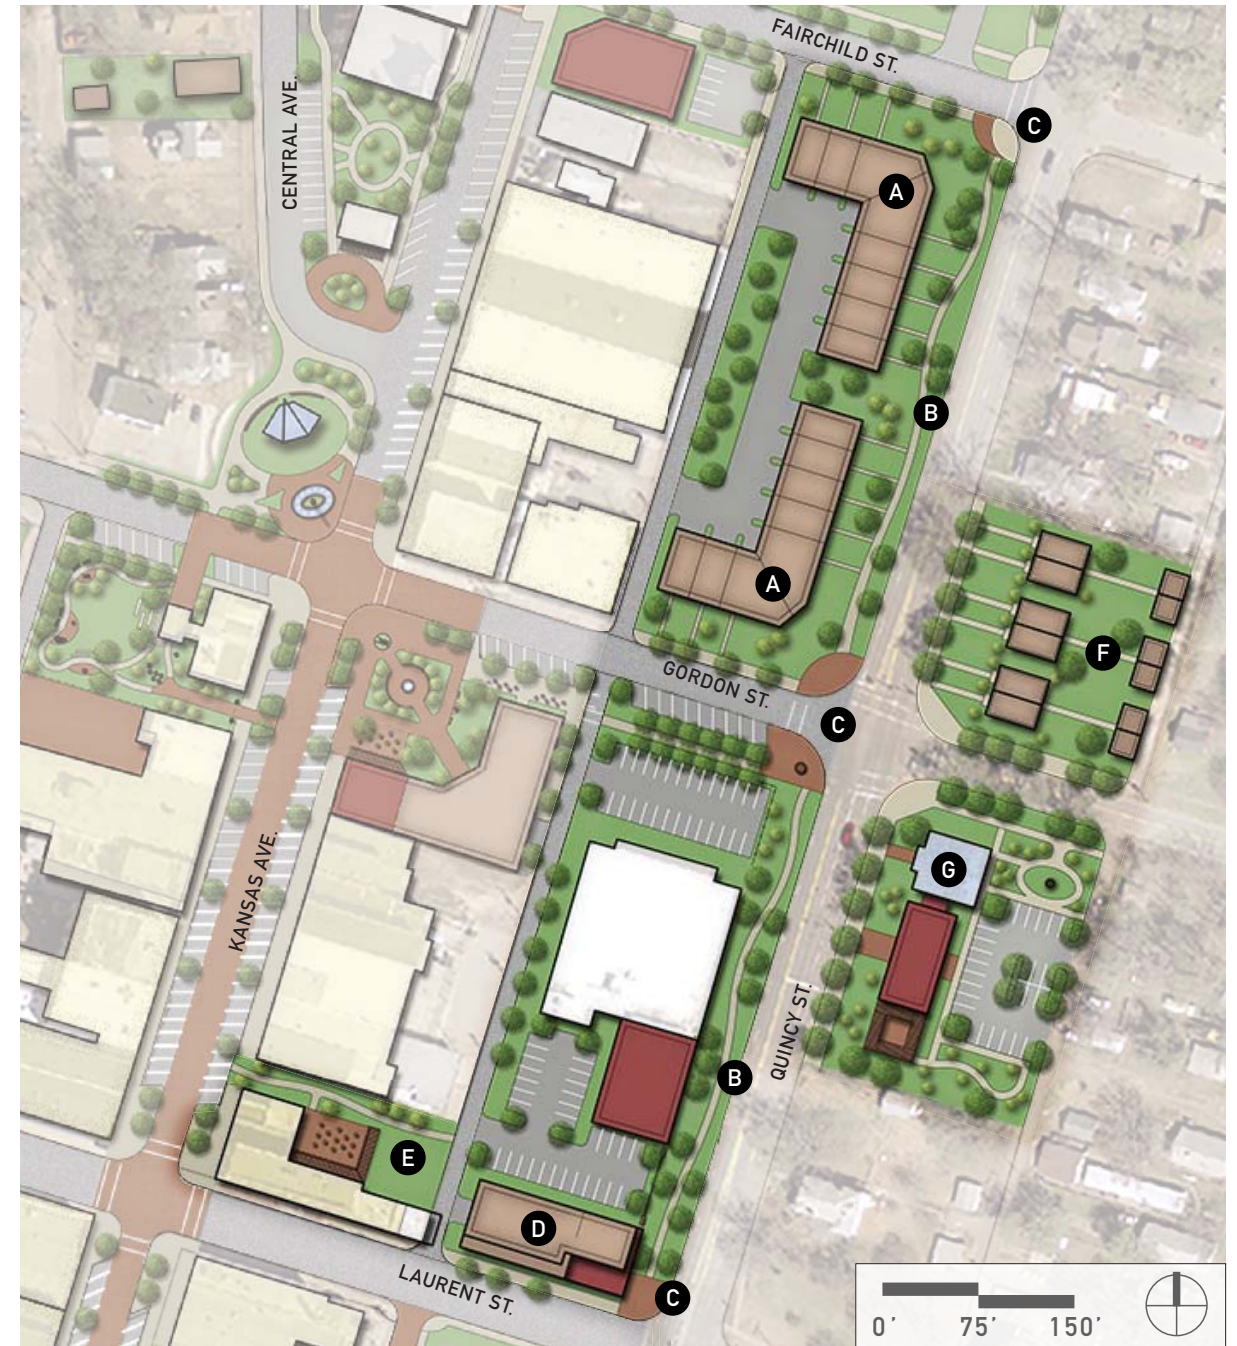 FAIRCHILD ST.
C
CENTRAL AVE.
A
B
A
F
GORDON ST.
C
G
KANSAS AVE.
QUINCY ST.
B
E
D
LAURENT ST.
C
0' 75' 150'